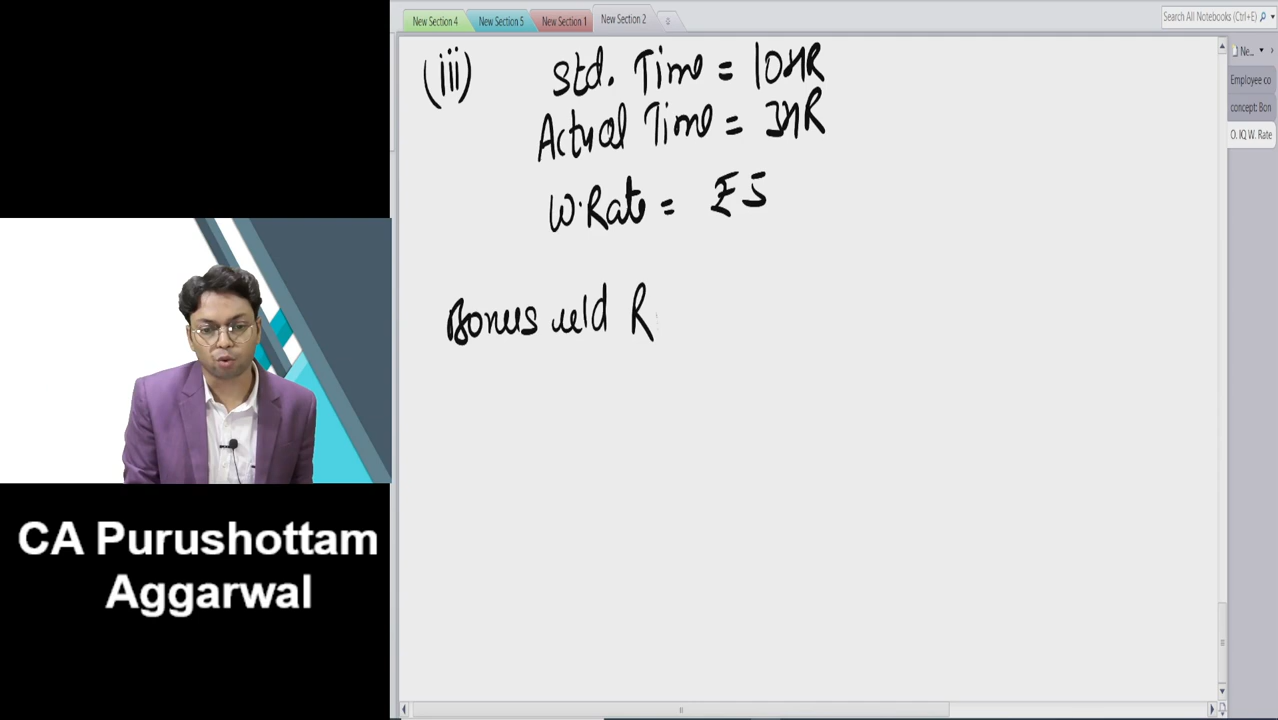 New Section 4
New Section 5
New Section 1
New Section 2
Search All Notebooks (Ctrl+E)
Ne...
Employee co
concept: Bon
O. IQ W. Rate
(iii) Std. Time = 10HR
Actual Time = 3HR
W.Rate = ₹5
Bonus u/d R
CA Purushottam
Aggarwal